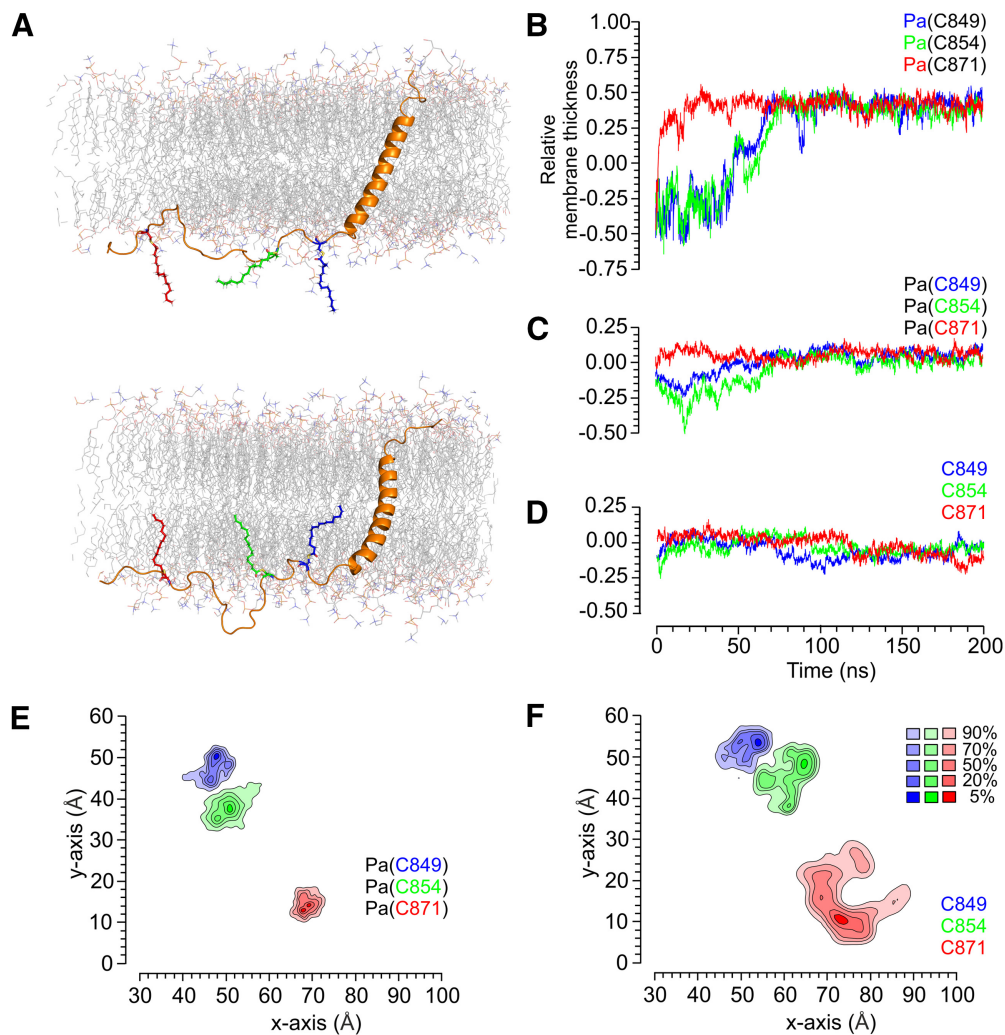 A
B
Pa(C849)
Pa(C854)
Pa(C871)
1.00
0.75
0.50
0.25
0.00
-0.25
-0.50
-0.75
Relative
membrane thickness
C
Pa(C849)
Pa(C854)
Pa(C871)
0.25
0.00
-0.25
-0.50
D
C849
C854
C871
0.25
0.00
-0.25
-0.50
0
50
100
150
200
Time (ns)
E
60
50
40
30
20
10
0
y-axis (Å)
Pa(C849)
Pa(C854)
Pa(C871)
30 40 50 60 70 80 90 100
x-axis (Å)
F
60
50
40
30
20
10
0
y-axis (Å)
90%
70%
50%
20%
5%
C849
C854
C871
30 40 50 60 70 80 90 100
x-axis (Å)